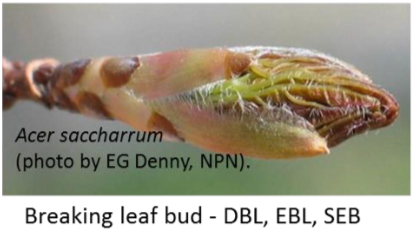 Acer saccharrum
(photo by EG Denny, NPN).
Breaking leaf bud - DBL, EBL, SEB